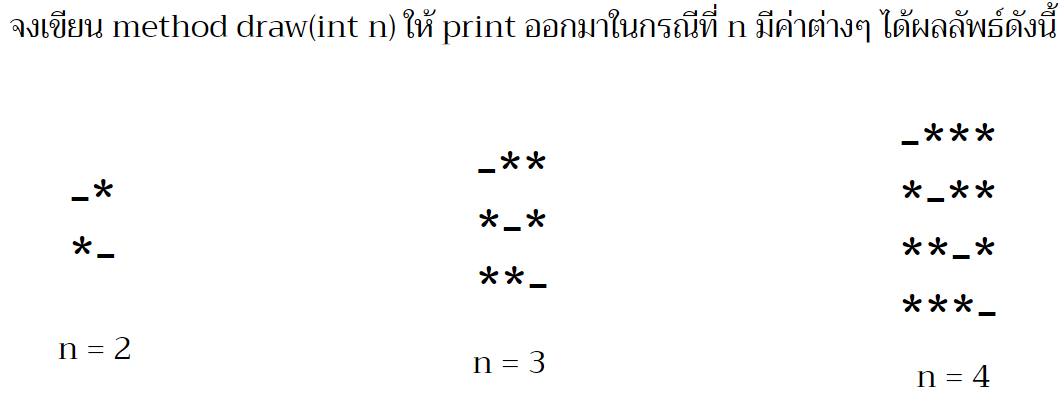 จงเขียน method draw(int n) ให้ print ออกมาในกรณีที่ n มีค่าต่างๆ ได้ผลลัพธ์ดังนี้
_*
*_
n = 2
_**
*_*
**_
n = 3
_***
*_**
**_*
***_
n = 4